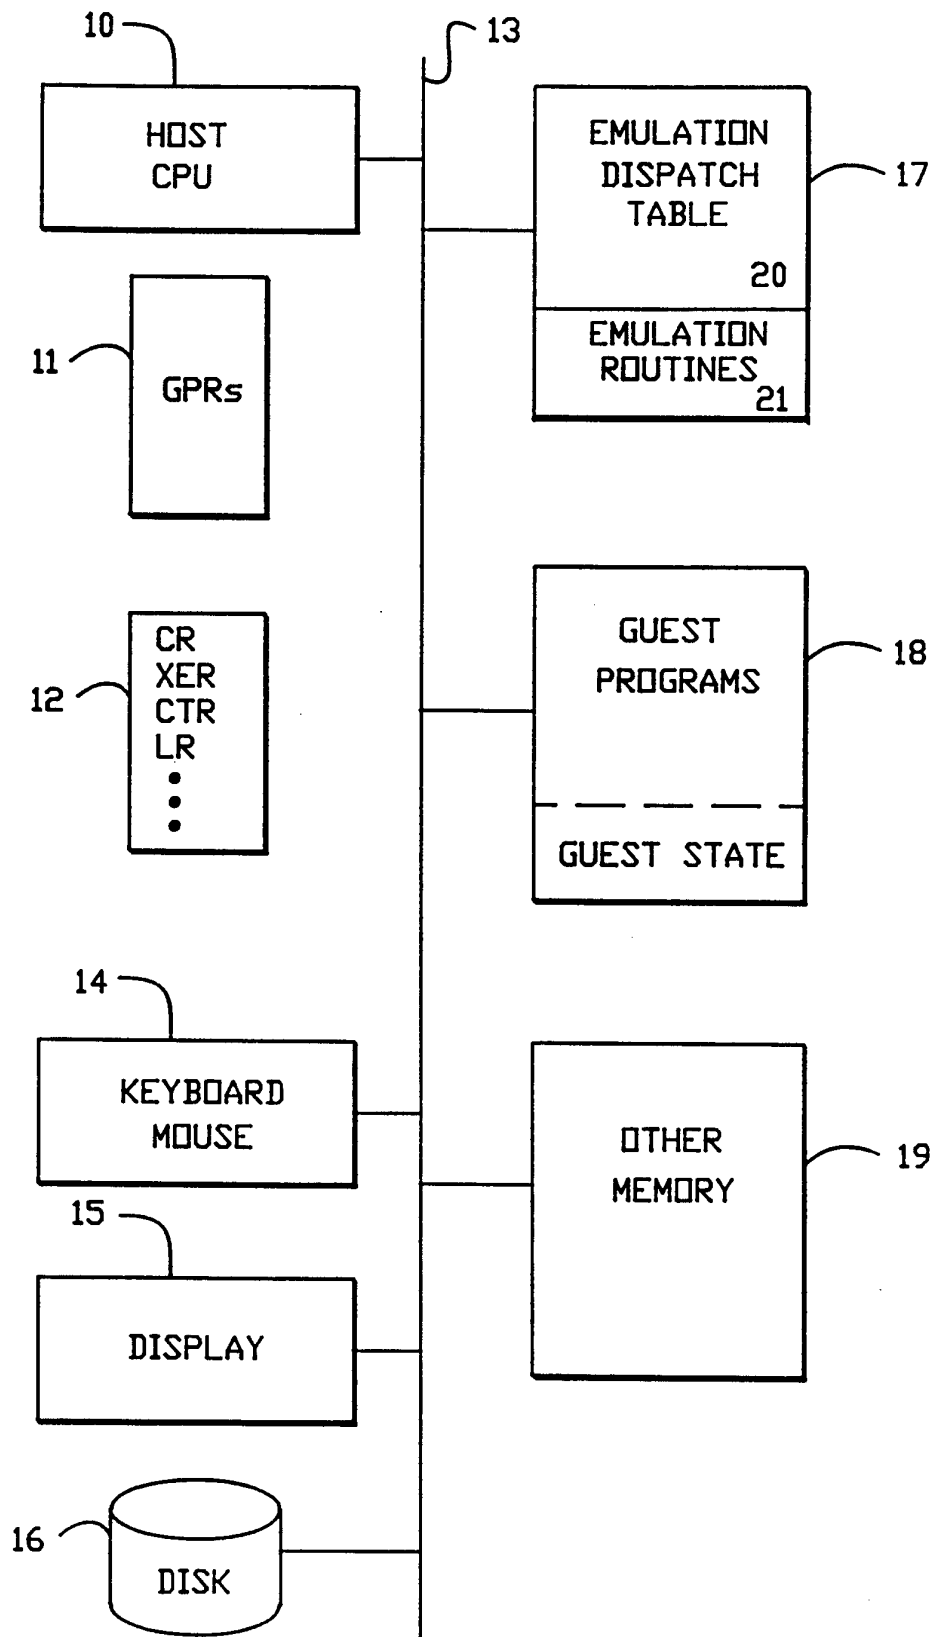 10
HOST
CPU
13
EMULATION
DISPATCH
TABLE
17
20
EMULATION
ROUTINES
21
11
GPRs
12
CR
XER
CTR
LR
GUEST
PROGRAMS
18
GUEST STATE
14
KEYBOARD
MOUSE
OTHER
MEMORY
19
15
DISPLAY
16
DISK